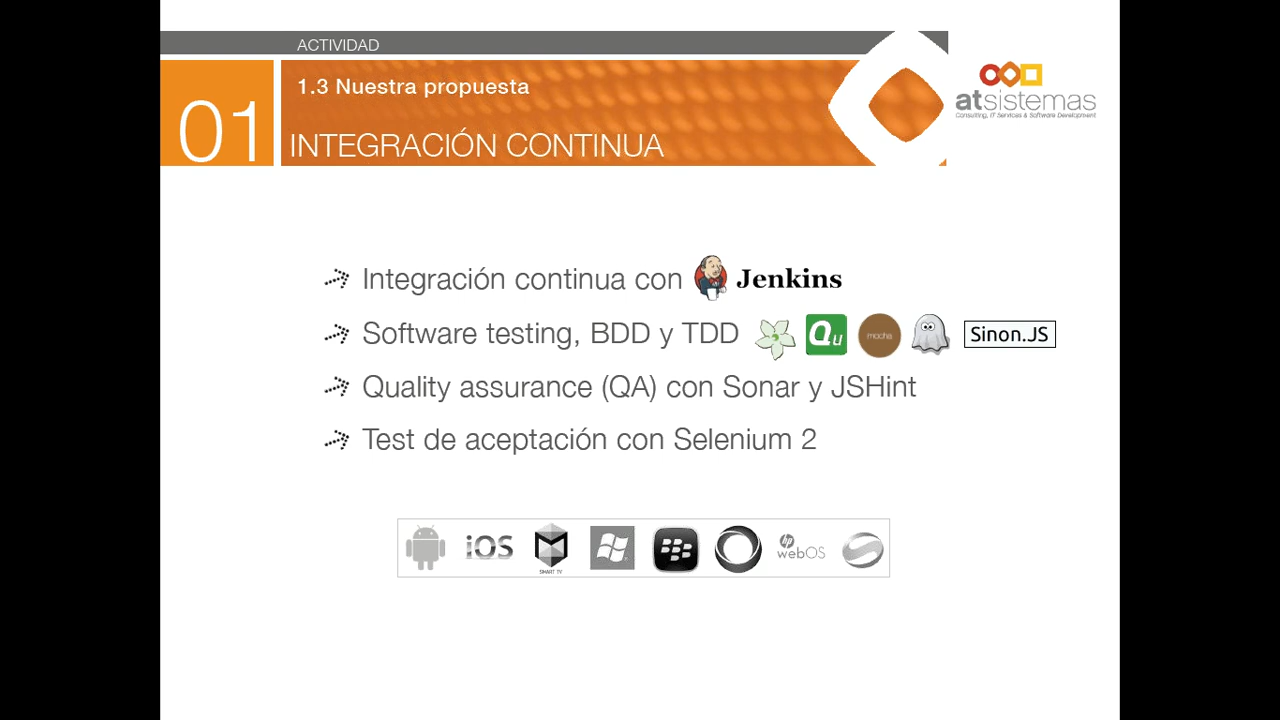 ACTIVIDAD
01
1.3 Nuestra propuesta
INTEGRACIÓN CONTINUA
atsistemas
Consulting, IT Services & Software Development
Integración continua con Jenkins
Software testing, BDD y TDD Qu mocha Sinon.JS
Quality assurance (QA) con Sonar y JSHint
Test de aceptación con Selenium 2
iOS SMART TV hp webOS